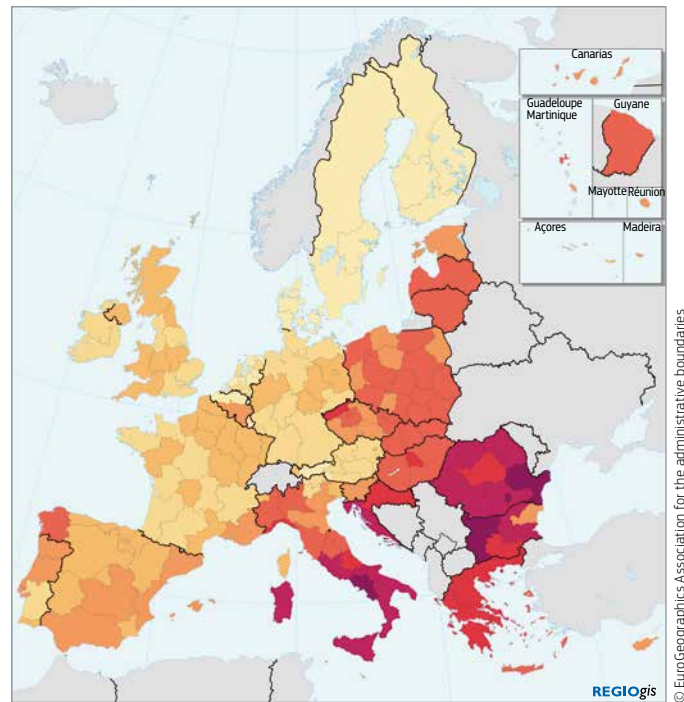 Canarias
Guadeloupe
Martinique
Guyane
Mayotte
Réunion
Açores
Madeira
REGIOgis
© EuroGeographics Association for the administrative boundaries